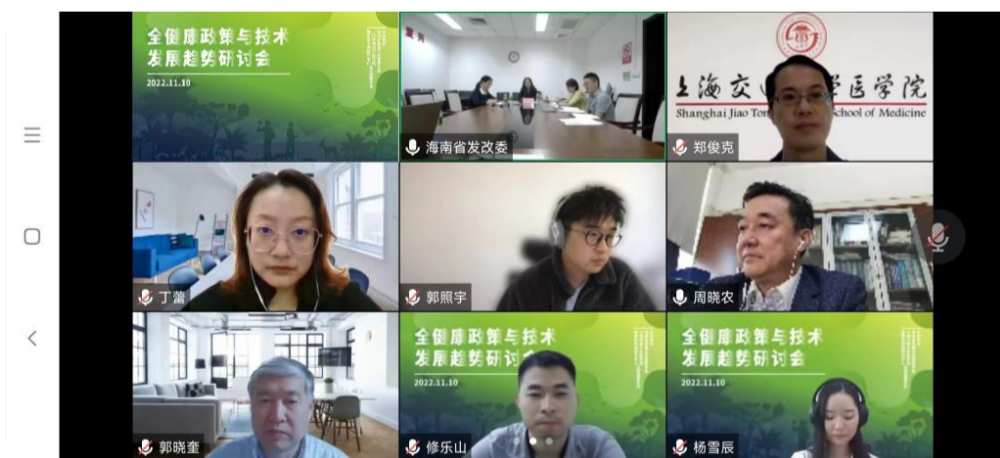 全健康政策与技术
发展趋势研讨会
2022.11.10
海南省发改委
上海交
学医学院
Shanghai Jiao Ton
School of Medicine
郑俊克
丁蕾
郭照宇
周晓农
郭晓奎
全健康政策与技术
发展趋势研讨会
2022.11.10
修乐山
全健康政策与技术
发展趋势研讨会
2022.11.10
杨雪辰